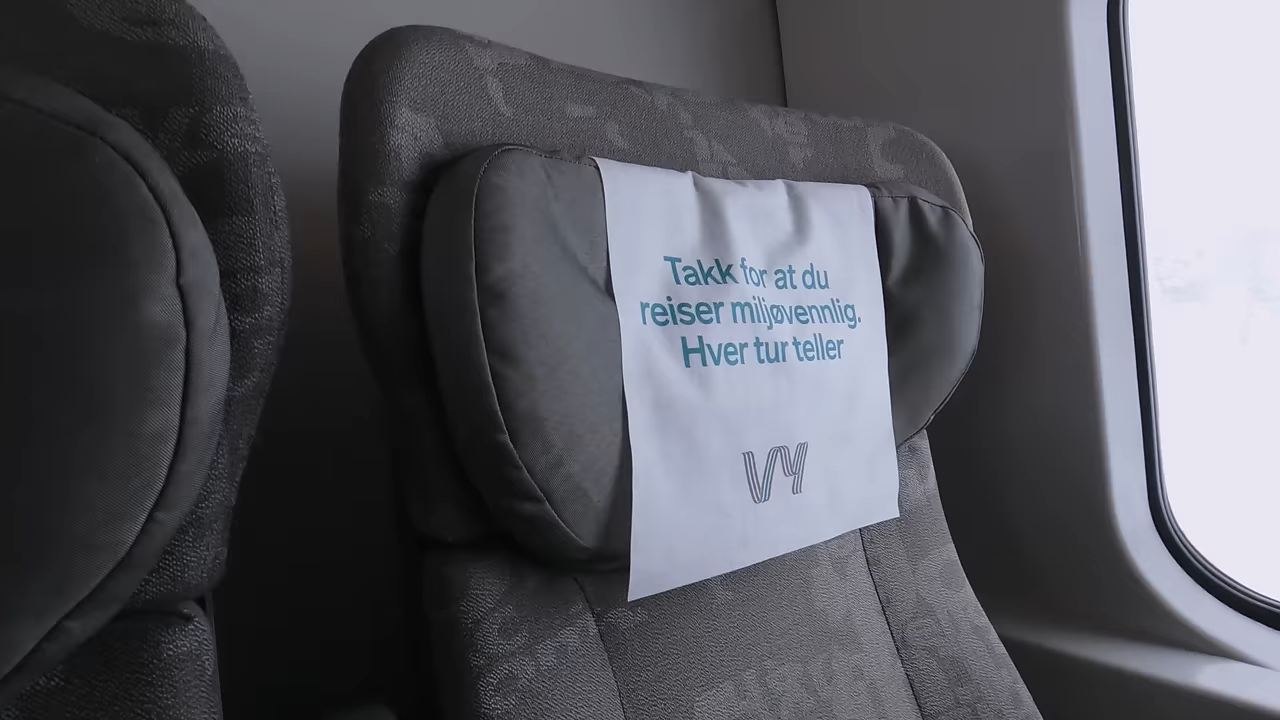 Takk for at du
reiser miljøvennlig.
Hver tur teller
VY